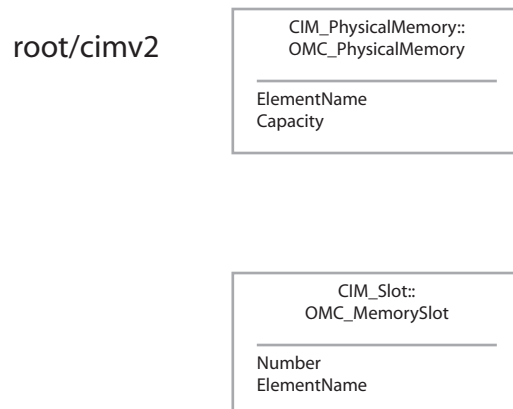 root/cimv2
CIM_PhysicalMemory::
OMC_PhysicalMemory
ElementName
Capacity
CIM_Slot::
OMC_MemorySlot
Number
ElementName